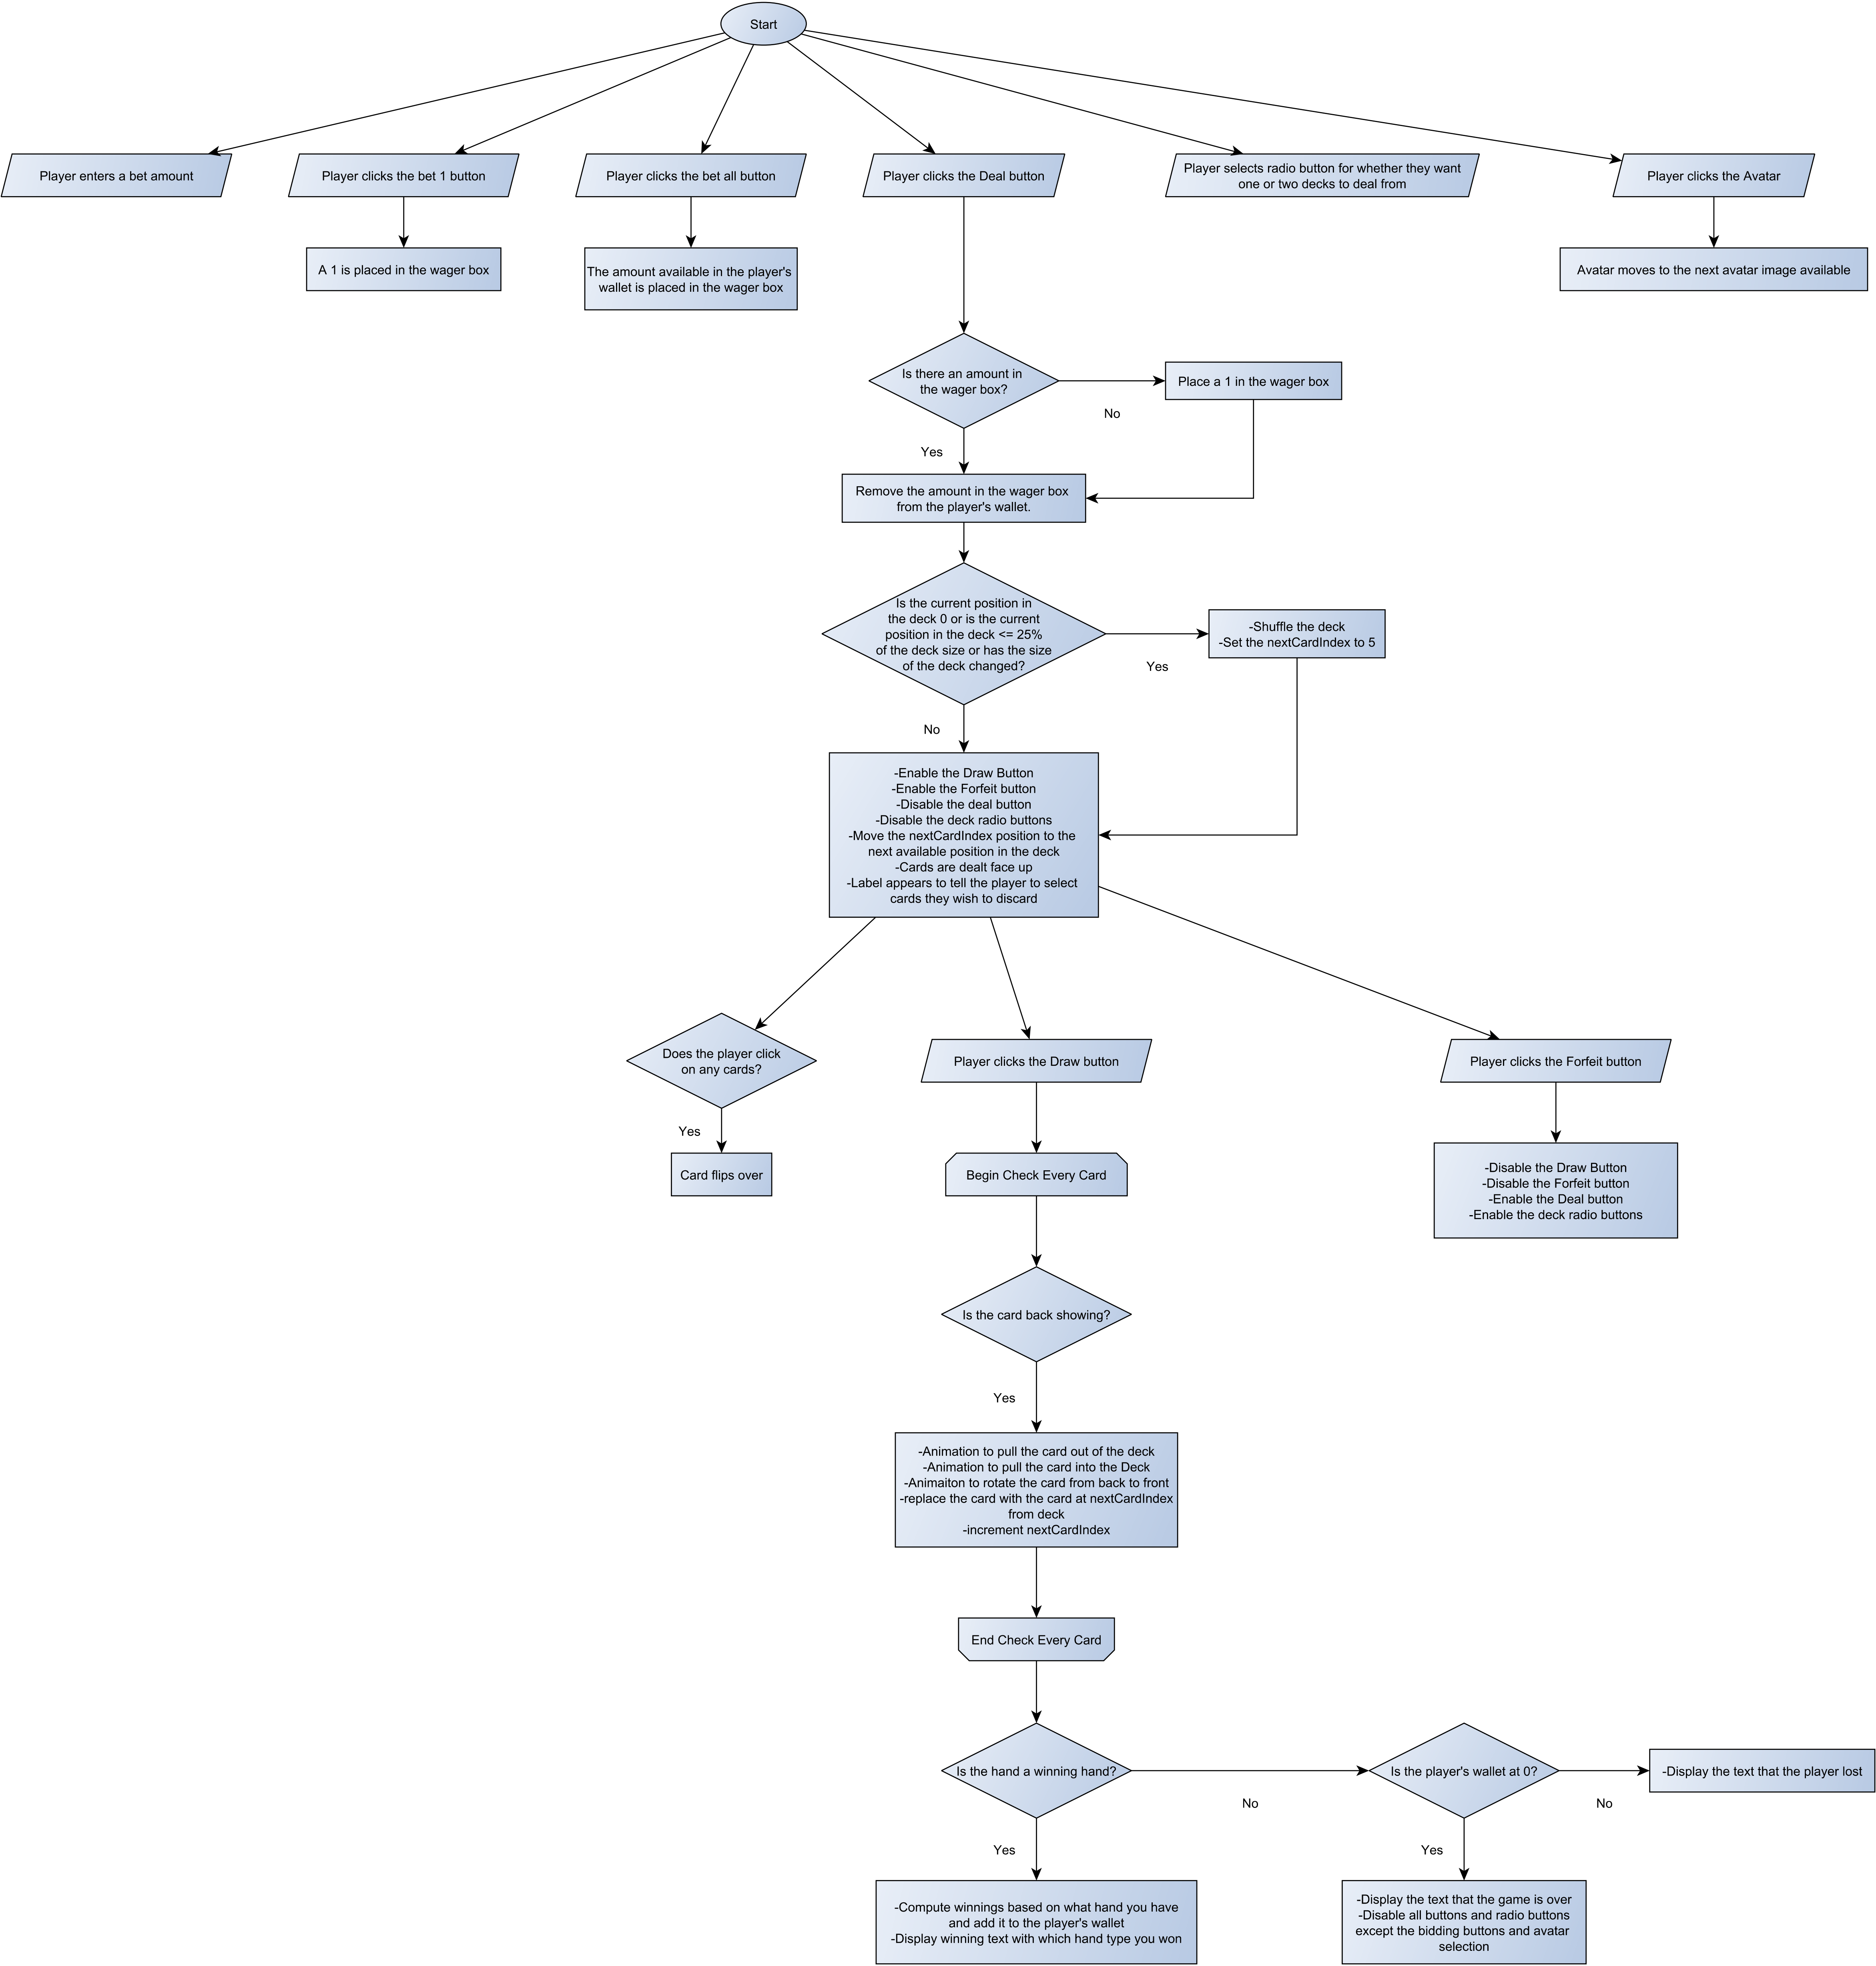 Start
Player enters a bet amount
Player clicks the bet 1 button
Player clicks the bet all button
Player clicks the Deal button
Player selects radio button for whether they want
one or two decks to deal from
Player clicks the Avatar
A 1 is placed in the wager box
The amount available in the player's
wallet is placed in the wager box
Avatar moves to the next avatar image available
Is there an amount in
the wager box?
Place a 1 in the wager box
No
Yes
Remove the amount in the wager box
from the player's wallet.
Is the current position in
the deck 0 or is the current
position in the deck <= 25%
of the deck size or has the size
of the deck changed?
-Shuffle the deck
-Set the nextCardIndex to 5
Yes
No
-Enable the Draw Button
-Enable the Forfeit button
-Disable the deal button
-Disable the deck radio buttons
-Move the nextCardIndex position to the
next available position in the deck
-Cards are dealt face up
-Label appears to tell the player to select
cards they wish to discard
Does the player click
on any cards?
Player clicks the Draw button
Player clicks the Forfeit button
Yes
Card flips over
Begin Check Every Card
-Disable the Draw Button
-Disable the Forfeit button
-Enable the Deal button
-Enable the deck radio buttons
Is the card back showing?
Yes
-Animation to pull the card out of the deck
-Animation to pull the card into the Deck
-Animaiton to rotate the card from back to front
-replace the card with the card at nextCardIndex
from deck
-increment nextCardIndex
End Check Every Card
Is the hand a winning hand?
Is the player's wallet at 0?
-Display the text that the player lost
No
No
Yes
Yes
-Compute winnings based on what hand you have
and add it to the player's wallet
-Display winning text with which hand type you won
-Display the text that the game is over
-Disable all buttons and radio buttons
except the bidding buttons and avatar
selection